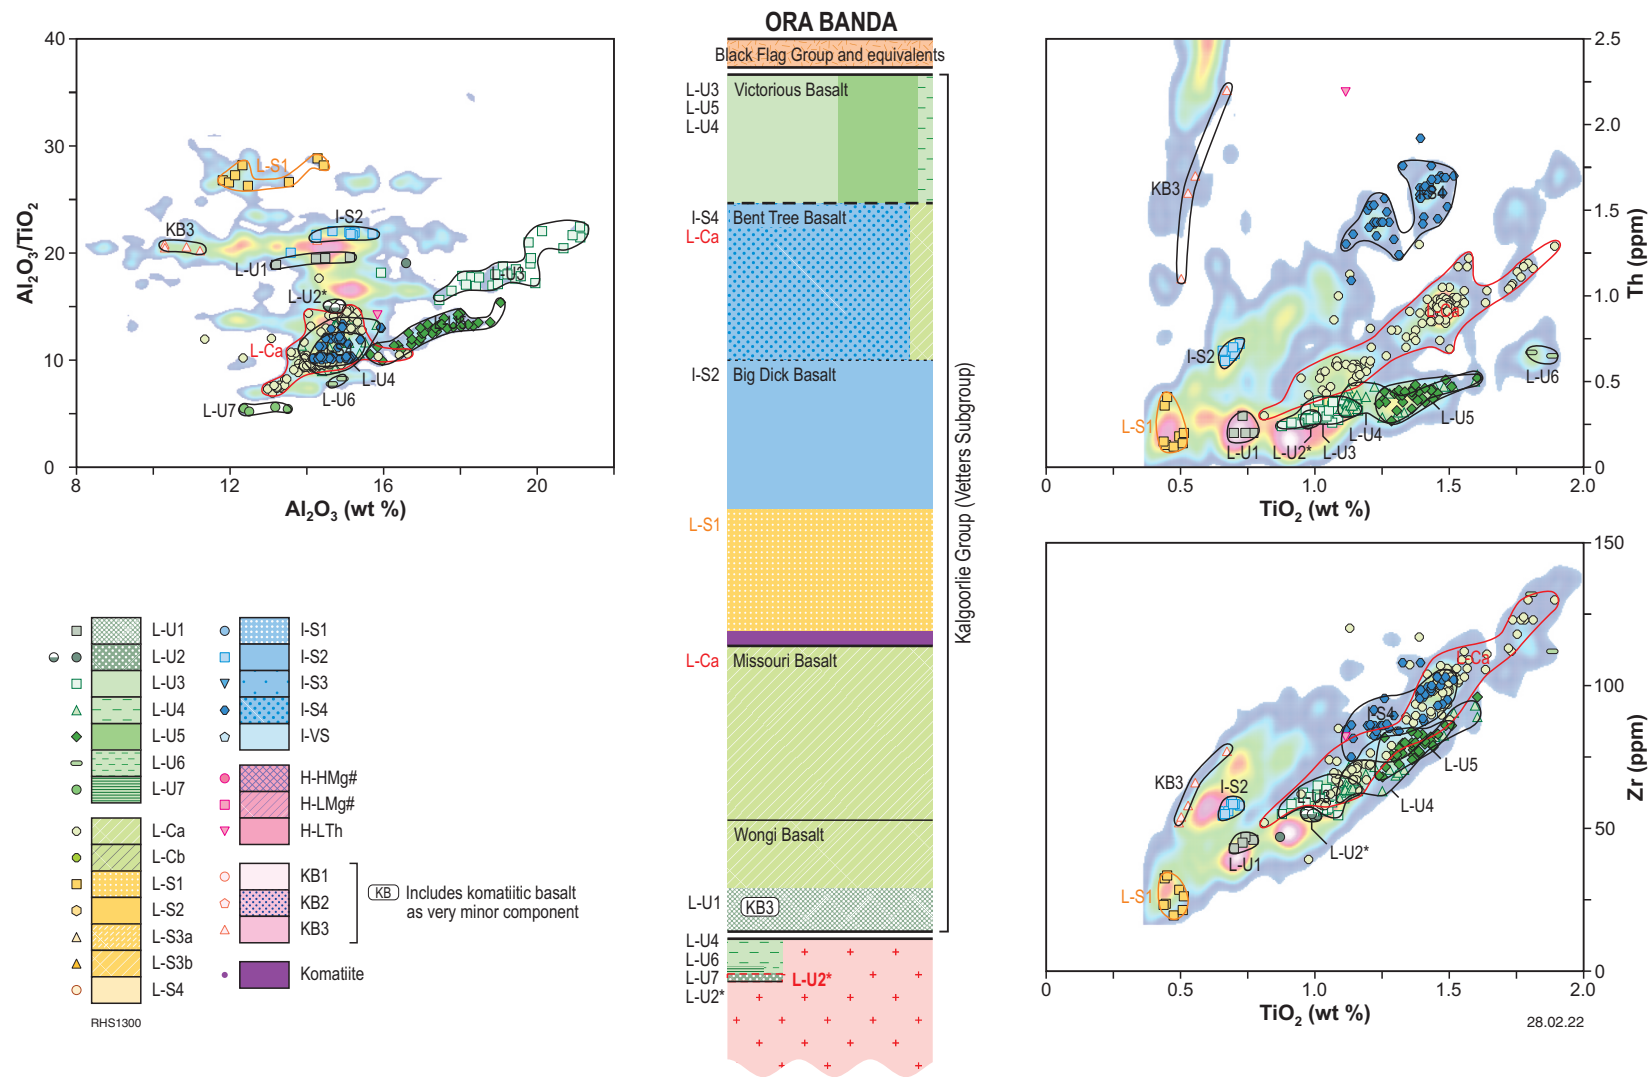 ORA BANDA
40
30
20
10
0
8
12
16
20
Al₂O₃/TiO₂
Al₂O₃ (wt %)
L-S1
KB3
I-S2
L-U1
L-U3
L-U2*
L-Ca
L-U4
L-U6
L-U7
Black Flag Group and equivalents
L-U3
L-U5
L-U4
Victorious Basalt
I-S4
L-Ca
Bent Tree Basalt
I-S2
Big Dick Basalt
L-S1
L-Ca
Missouri Basalt
Wongi Basalt
L-U1
KB3
L-U4
L-U6
L-U7
L-U2*
L-U2*
Kalgoorlie Group (Vetters Subgroup)
2.5
2.0
1.5
1.0
0.5
0
0
0.5
1.0
1.5
2.0
Th (ppm)
TiO₂ (wt %)
KB3
I-S2
L-Ca
L-S1
L-U1
L-U2*
L-U3
L-U4
L-U5
L-U6
150
100
50
0
0
0.5
1.0
1.5
2.0
Zr (ppm)
TiO₂ (wt %)
L-Ca
I-S4
KB3
I-S2
L-U3
L-U5
L-U4
L-U2*
L-U1
L-S1
L-U1
L-U2
L-U3
L-U4
L-U5
L-U6
L-U7
L-Ca
L-Cb
L-S1
L-S2
L-S3a
L-S3b
L-S4
I-S1
I-S2
I-S3
I-S4
I-VS
H-HMg#
H-LMg#
H-LTh
KB1
KB2
KB3
KB Includes komatiitic basalt
as very minor component
Komatiite
RHS1300
28.02.22